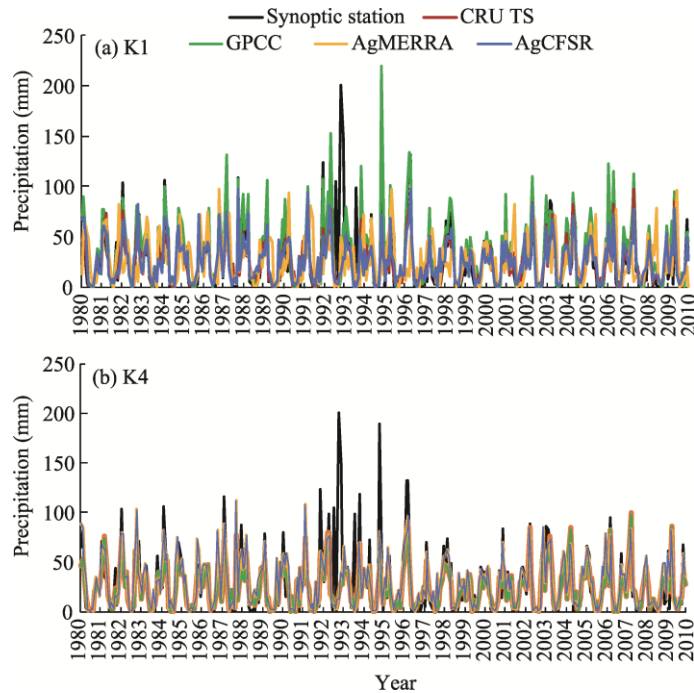 Synoptic station CRU TS
GPCC AgMERRA AgCFSR
(a) K1
Precipitation (mm)
250
200
150
100
50
0
1980 1981 1982 1983 1984 1985 1986 1987 1988 1989 1990 1991 1992 1993 1994 1995 1996 1997 1998 1999 2000 2001 2002 2003 2004 2005 2006 2007 2008 2009 2010
(b) K4
Precipitation (mm)
250
200
150
100
50
0
1980 1981 1982 1983 1984 1985 1986 1987 1988 1989 1990 1991 1992 1993 1994 1995 1996 1997 1998 1999 2000 2001 2002 2003 2004 2005 2006 2007 2008 2009 2010
Year